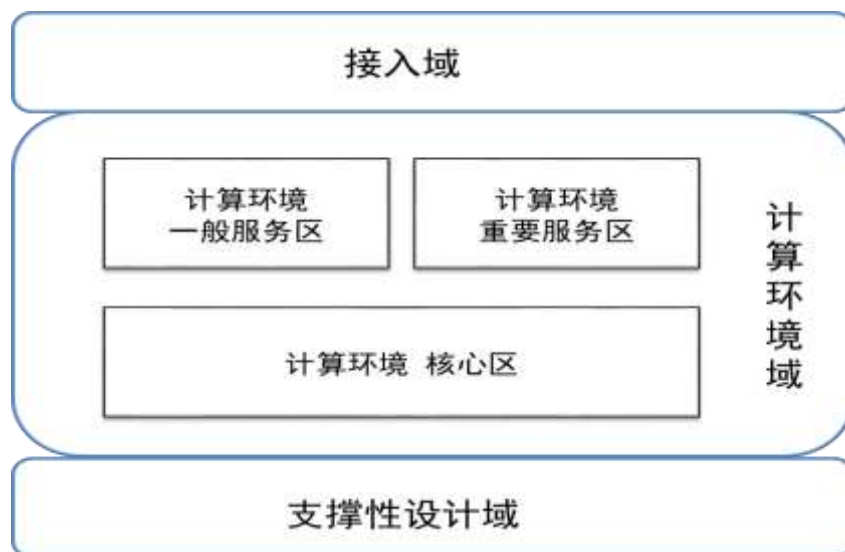 接入域
计算环境
一般服务区
计算环境
重要服务区
计算环境域
计算环境 核心区
支撑性设计域